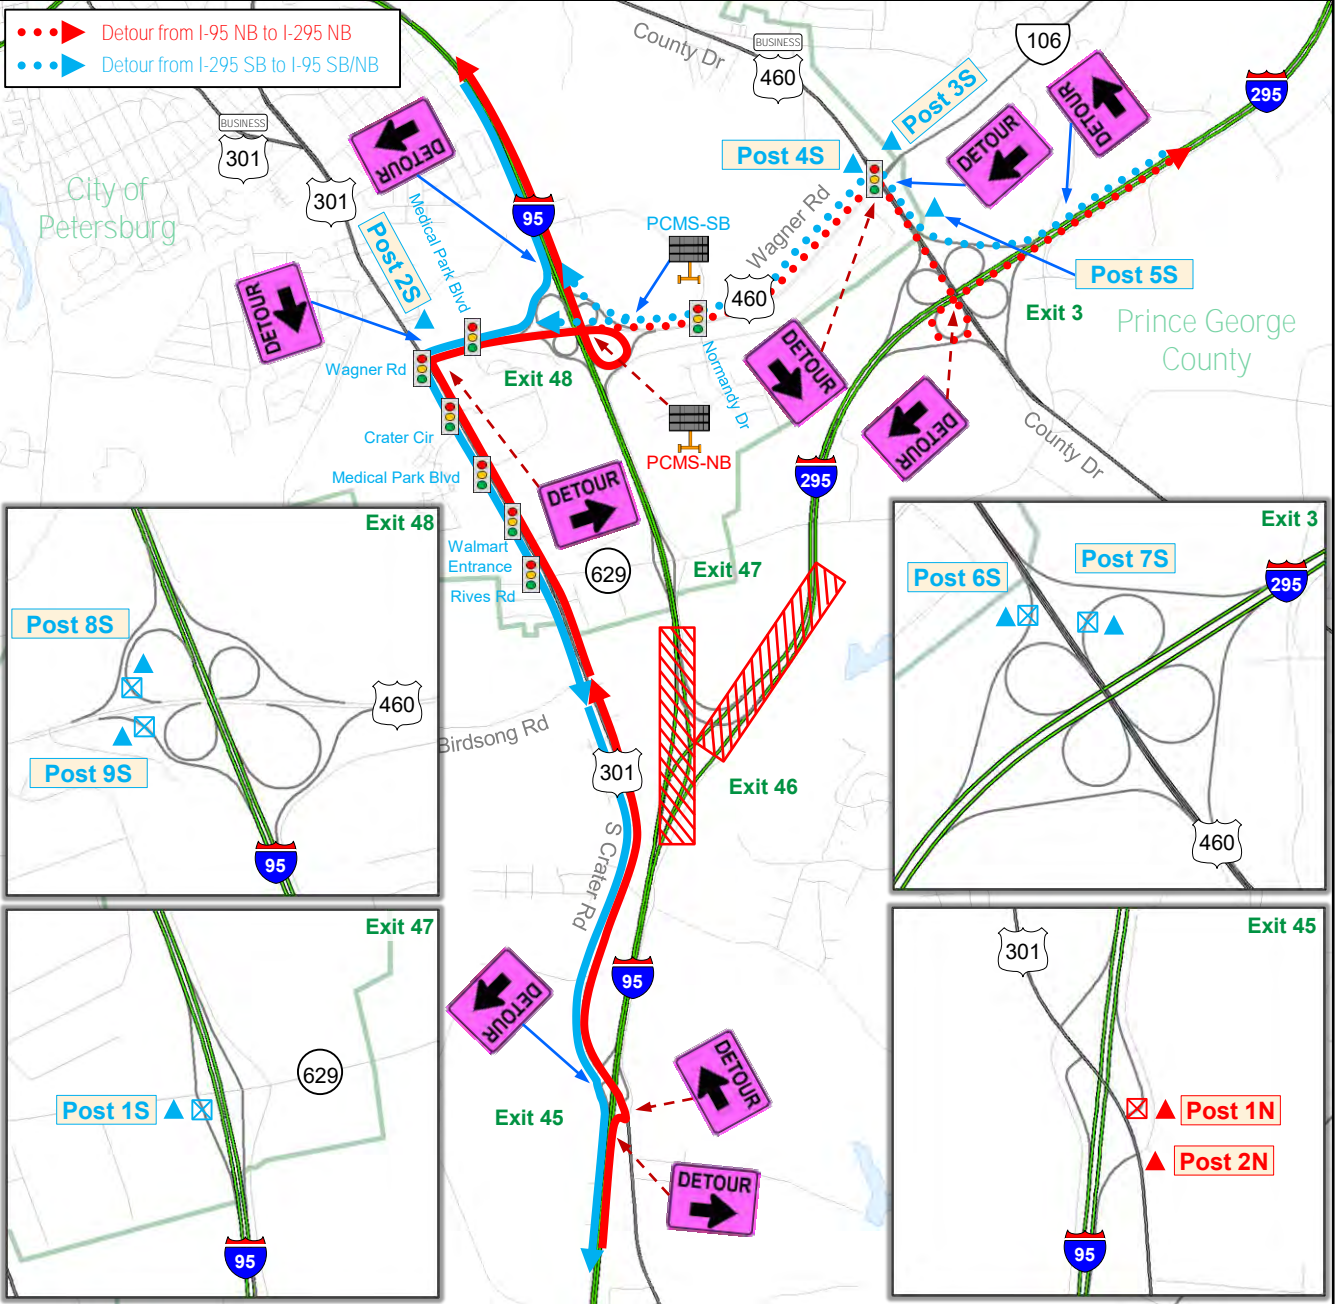 Detour from I-95 NB to I-295 NB
Detour from I-295 SB to I-95 SB/NB
County Dr
BUSINESS
460
106
295
Post 3S
DETOUR
DETOUR
DETOUR
BUSINESS
301
Post 4S
City of
Petersburg
301
95
Medical Park Blvd
PCMS-SB
Wagner Rd
Post 2S
460
Post 5S
DETOUR
Exit 3
Prince George
County
Wagner Rd
Exit 48
Normandy Dr
DETOUR
DETOUR
Crater Cir
PCMS-NB
County Dr
Medical Park Blvd
DETOUR
295
Walmart
Entrance
629
Exit 47
Rives Rd
Birdsong Rd
301
Exit 46
S Crater Rd
95
DETOUR
DETOUR
Exit 45
DETOUR
Exit 48
Post 8S
460
Post 9S
95
Exit 3
Post 7S
Post 6S
295
460
Exit 47
629
Post 1S
95
Exit 45
301
Post 1N
Post 2N
95